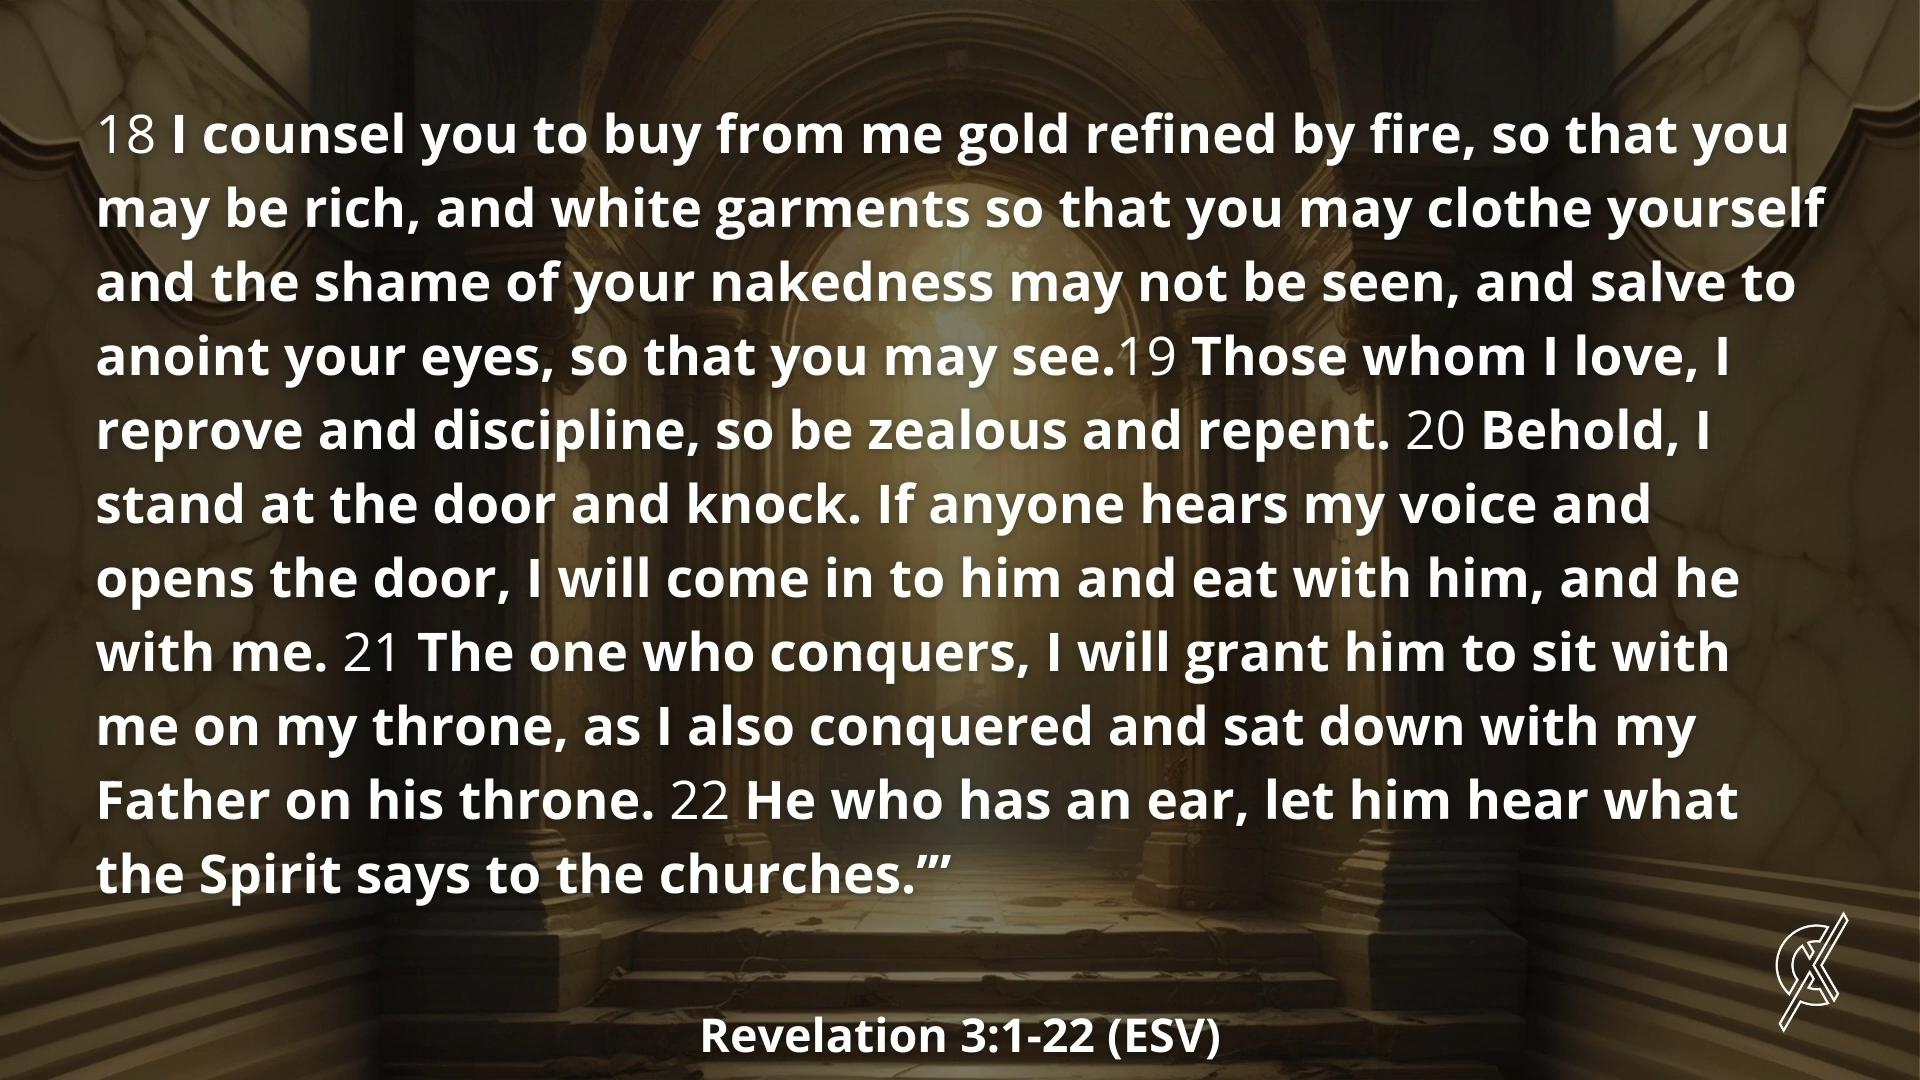 18 I counsel you to buy from me gold refined by fire, so that you
may be rich, and white garments so that you may clothe yourself
and the shame of your nakedness may not be seen, and salve to
anoint your eyes, so that you may see.19 Those whom I love, I
reprove and discipline, so be zealous and repent. 20 Behold, I
stand at the door and knock. If anyone hears my voice and
opens the door, I will come in to him and eat with him, and he
with me. 21 The one who conquers, I will grant him to sit with
me on my throne, as I also conquered and sat down with my
Father on his throne. 22 He who has an ear, let him hear what
the Spirit says to the churches.’”
Revelation 3:1-22 (ESV)